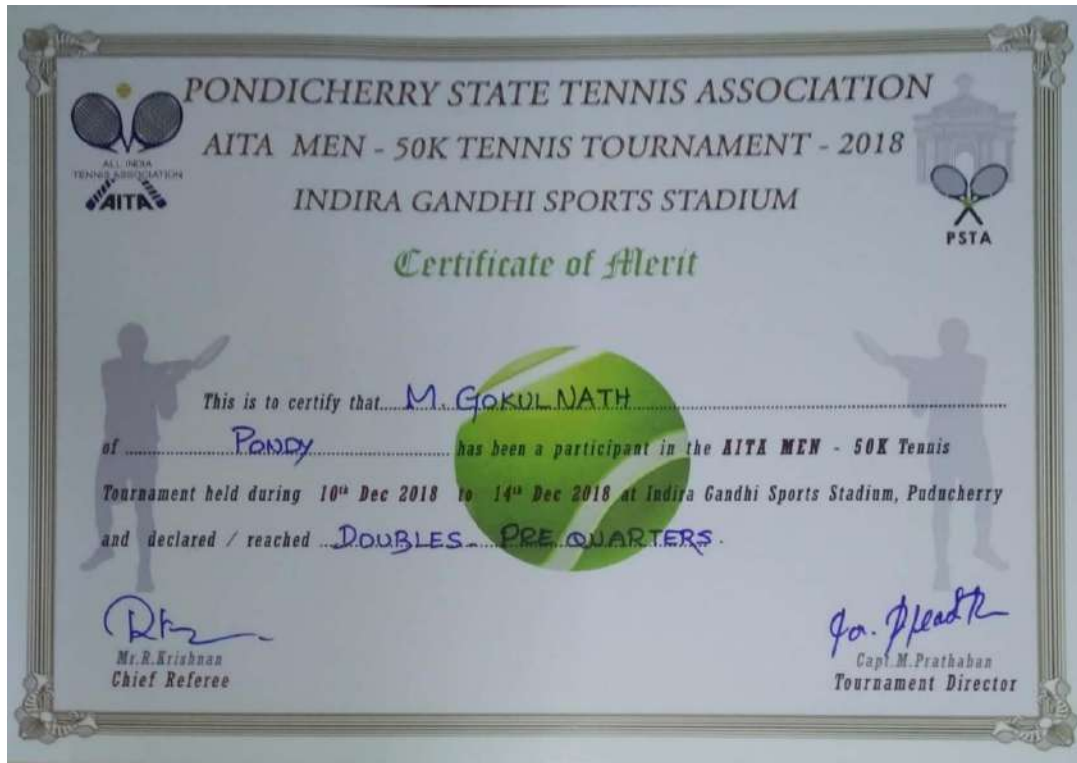 PONDICHERRY STATE TENNIS ASSOCIATION
AITA MEN - 50K TENNIS TOURNAMENT - 2018
INDIRA GANDHI SPORTS STADIUM
ALL INDIA
TENNIS ASSOCIATION
AITA
PSTA
Certificate of Merit
This is to certify that M. GOKUL NATH
of PONDY has been a participant in the AITA MEN - 50K Tennis
Tournament held during 10th Dec 2018 to 14th Dec 2018 at Indira Gandhi Sports Stadium, Puducherry
and declared / reached DOUBLES - PRE QUARTERS.
Mr.R.Krishnan
Chief Referee
Capt.M.Prathaban
Tournament Director